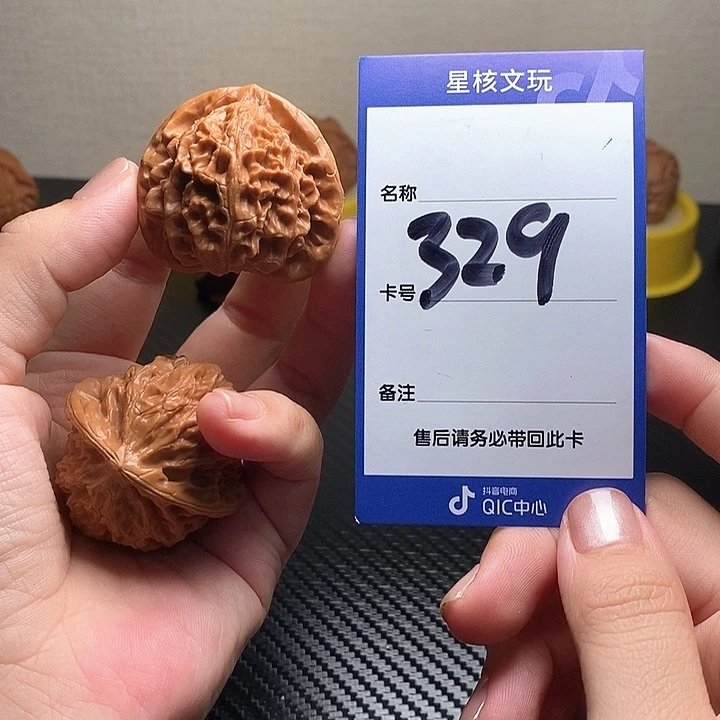 星核文玩
名称
329
卡号
备注
售后请务必带回此卡
抖音电商
QIC中心